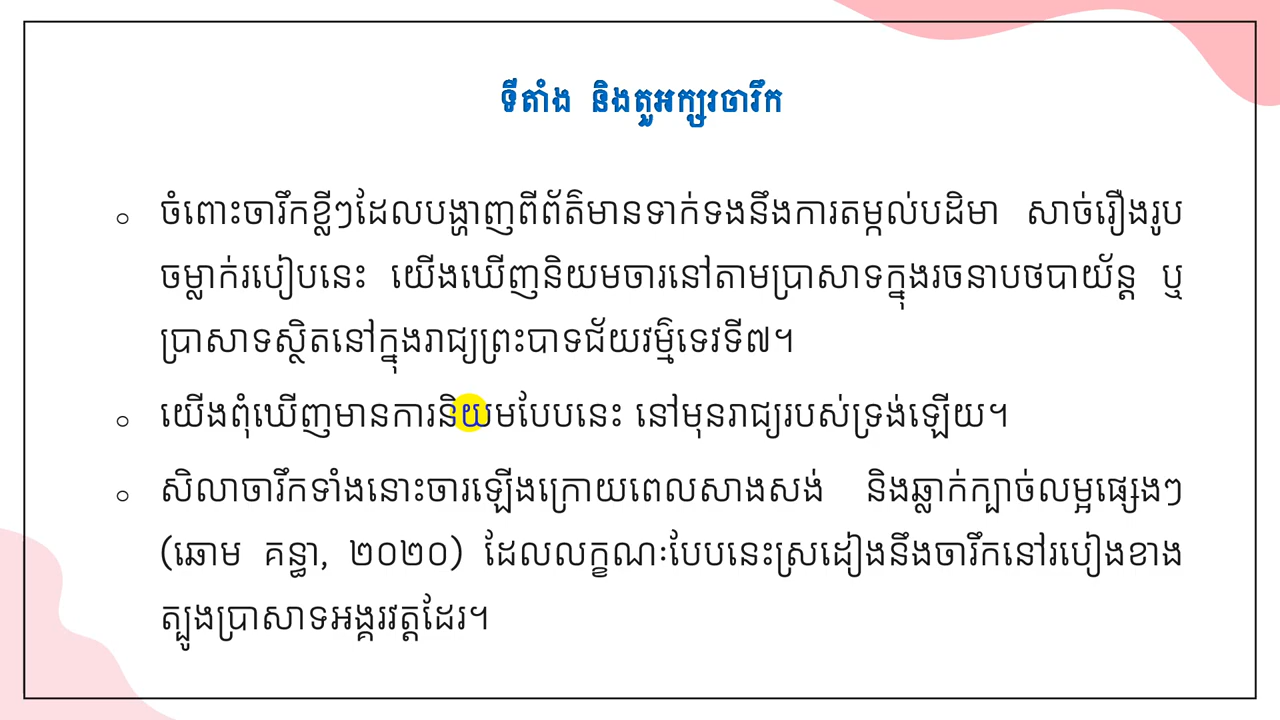 ទីតាំង និងតួអក្សរចារឹក
ចំពោះចារឹកខ្លីៗដែលបង្ហាញពីព័ត៌មានទាក់ទងនឹងការតម្កល់បដិមា សាច់រឿងរូប
ចម្លាក់របៀបនេះ យើងឃើញនិយមចារនៅតាមប្រាសាទក្នុងរចនាបថបាយ័ន្ត ឬ
ប្រាសាទស្ថិតនៅក្នុងរាជ្យព្រះបាទជ័យវម៌្មទេវទី៧។
យើងពុំឃើញមានការនិយមបែបនេះ នៅមុនរាជ្យរបស់ទ្រង់ឡើយ។
សិលាចារឹកទាំងនោះចារឡើងក្រោយពេលសាងសង់ និងឆ្លាក់ក្បាច់លម្អផ្សេងៗ
(ឆោម គន្ធា, ២០២០) ដែលលក្ខណៈបែបនេះស្រដៀងនឹងចារឹកនៅរបៀងខាង
ត្បូងប្រាសាទអង្គរវត្តដែរ។